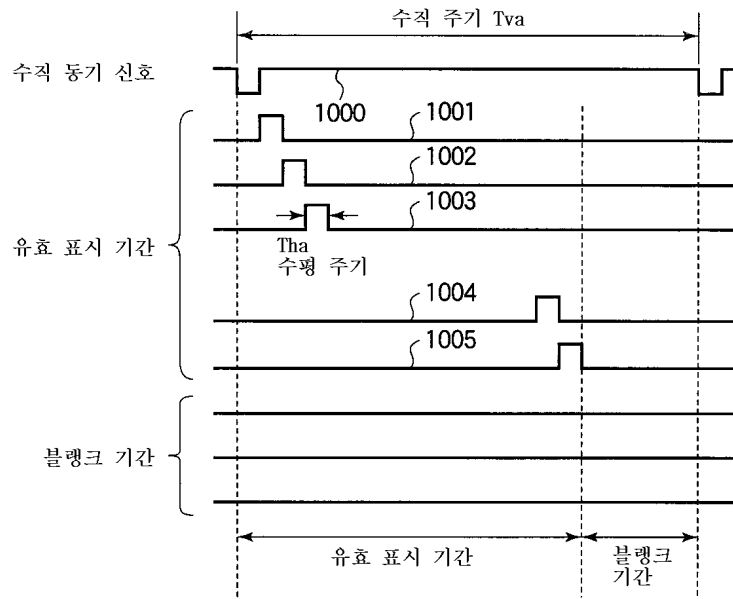 수직 주기 Tva
수직 동기 신호
1000
1001
1002
1003
Tha
수평 주기
유효 표시 기간
1004
1005
블랭크 기간
유효 표시 기간
블랭크
기간